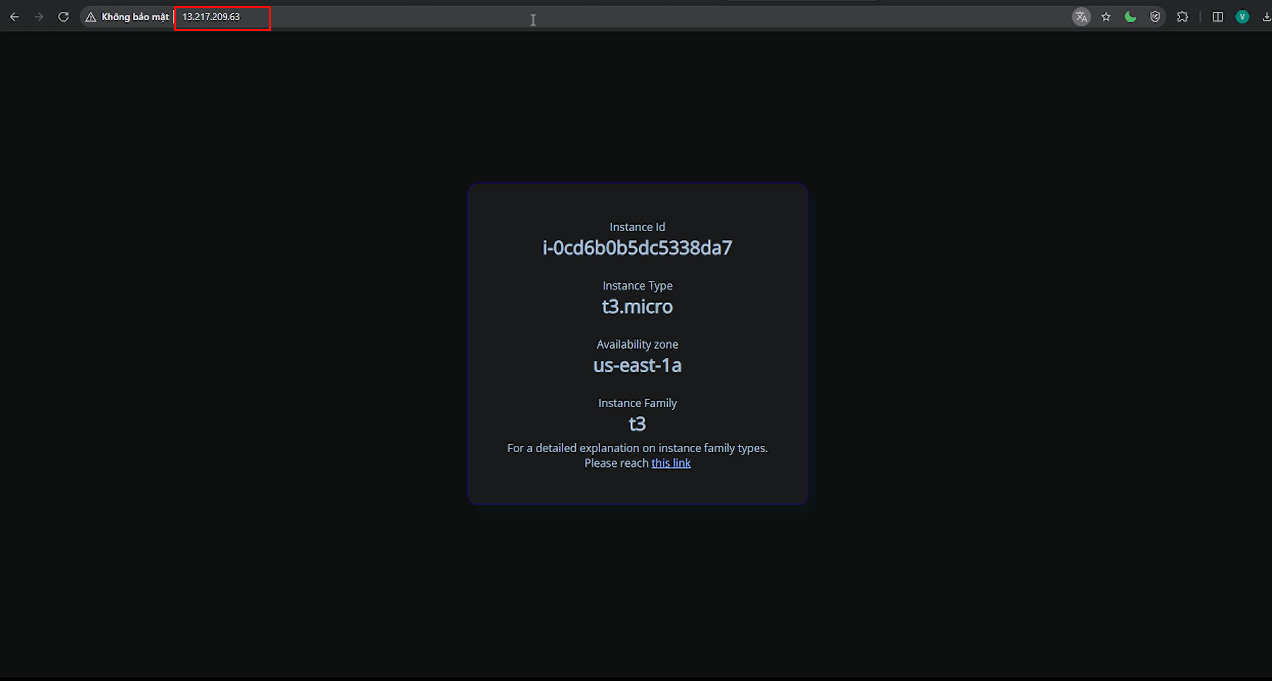 Không bảo mật
13.217.209.63
V
Instance Id
i-0cd6b0b5dc5338da7
Instance Type
t3.micro
Availability zone
us-east-1a
Instance Family
t3
For a detailed explanation on instance family types.
Please reach this link